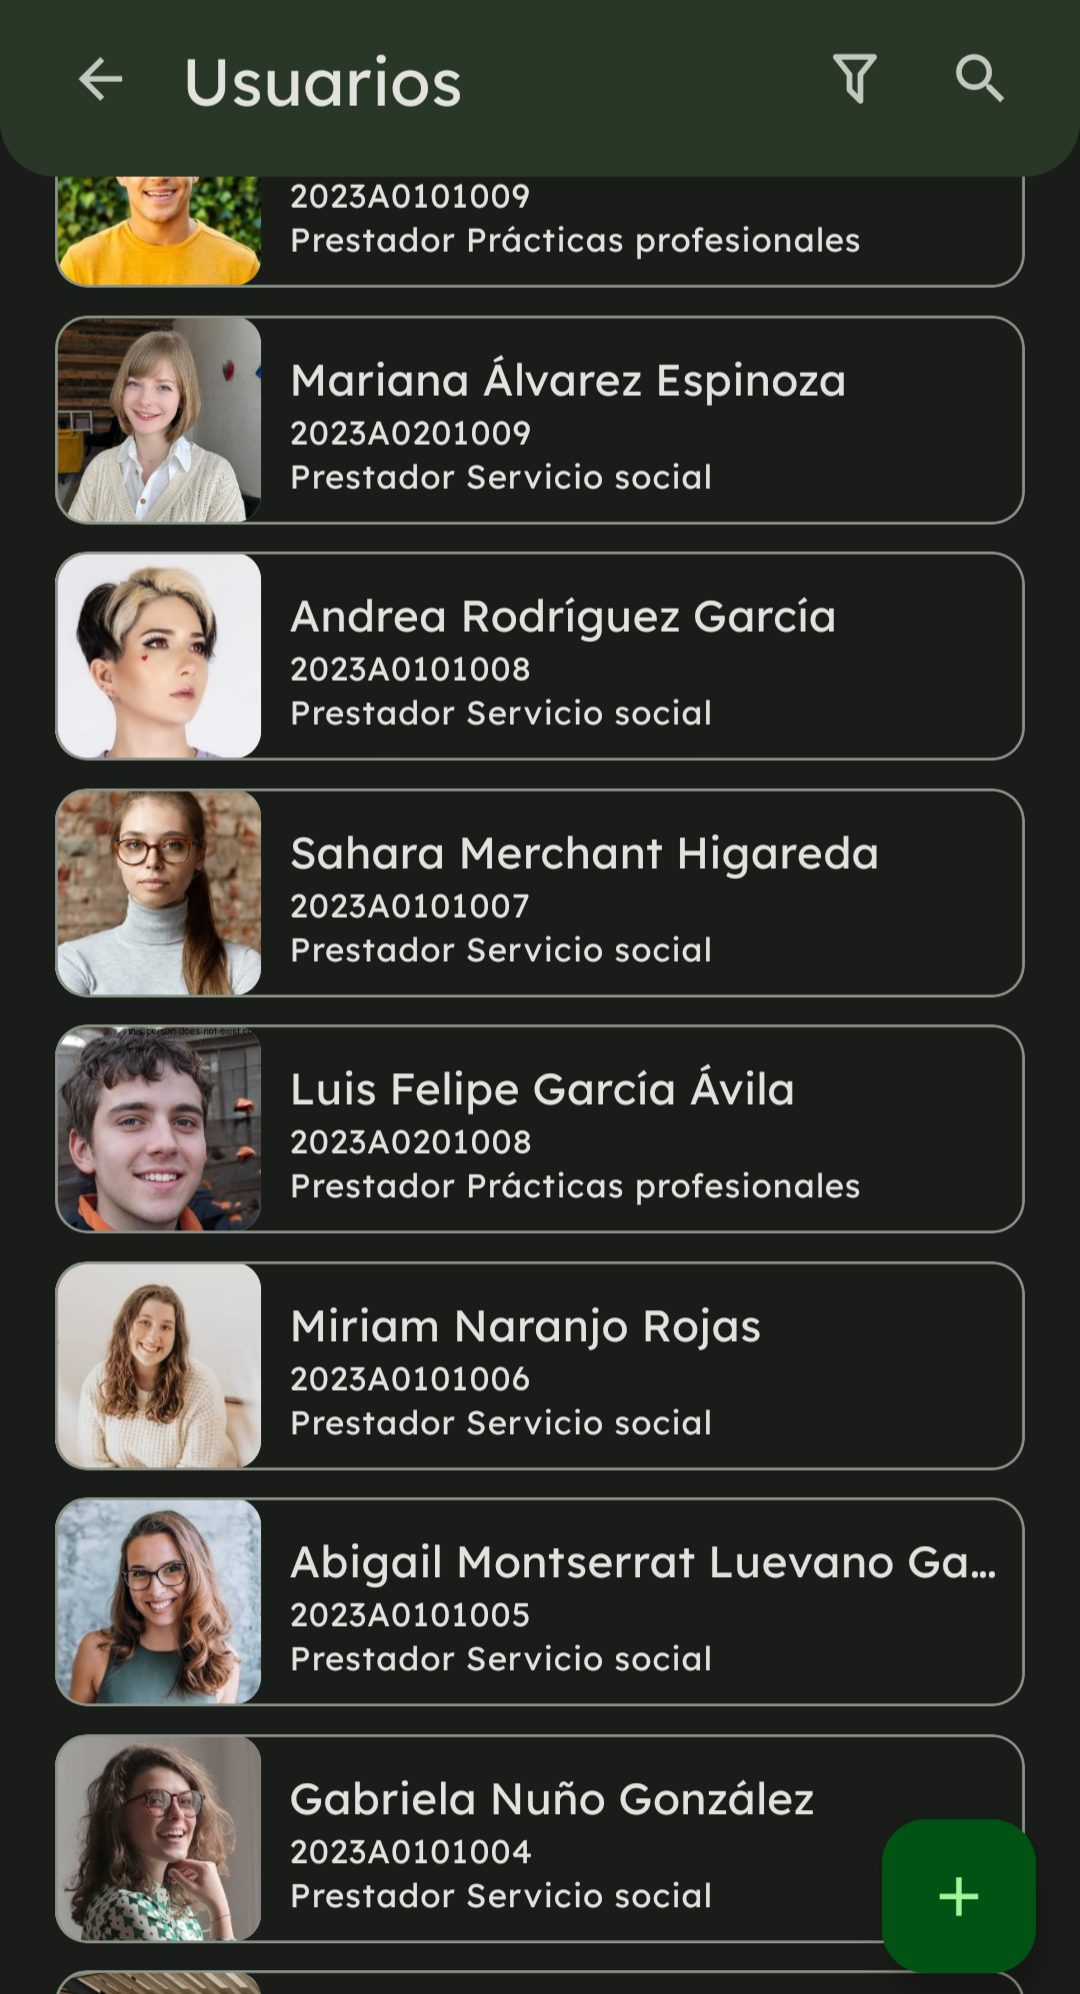 Usuarios
2023A0101009
Prestador Prácticas profesionales
Mariana Álvarez Espinoza
2023A0201009
Prestador Servicio social
Andrea Rodríguez García
2023A0101008
Prestador Servicio social
Sahara Merchant Higareda
2023A0101007
Prestador Servicio social
this-person-does-not-exist.co
Luis Felipe García Ávila
2023A0201008
Prestador Prácticas profesionales
Miriam Naranjo Rojas
2023A0101006
Prestador Servicio social
Abigail Montserrat Luevano Ga...
2023A0101005
Prestador Servicio social
Gabriela Nuño González
2023A0101004
Prestador Servicio social